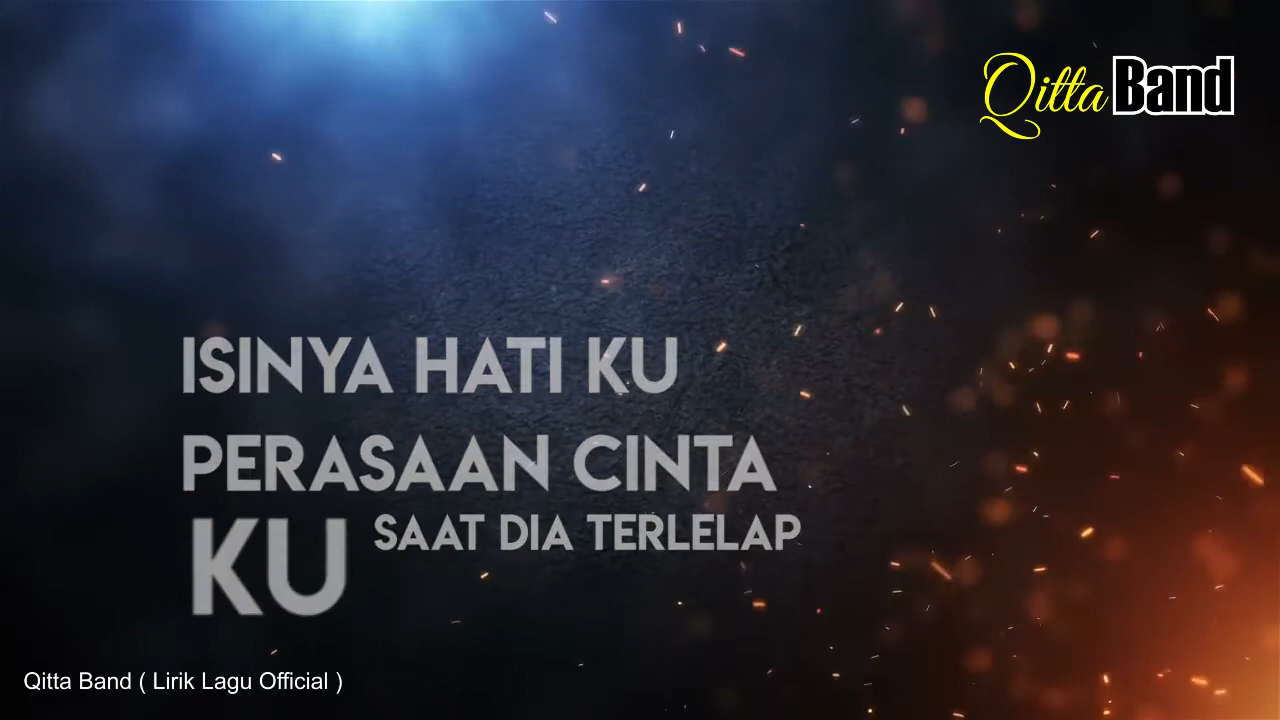 Qitta Band
ISINYA HATI KU
PERASAAN CINTA
KU SAAT DIA TERLELAP
Qitta Band ( Lirik Lagu Official )